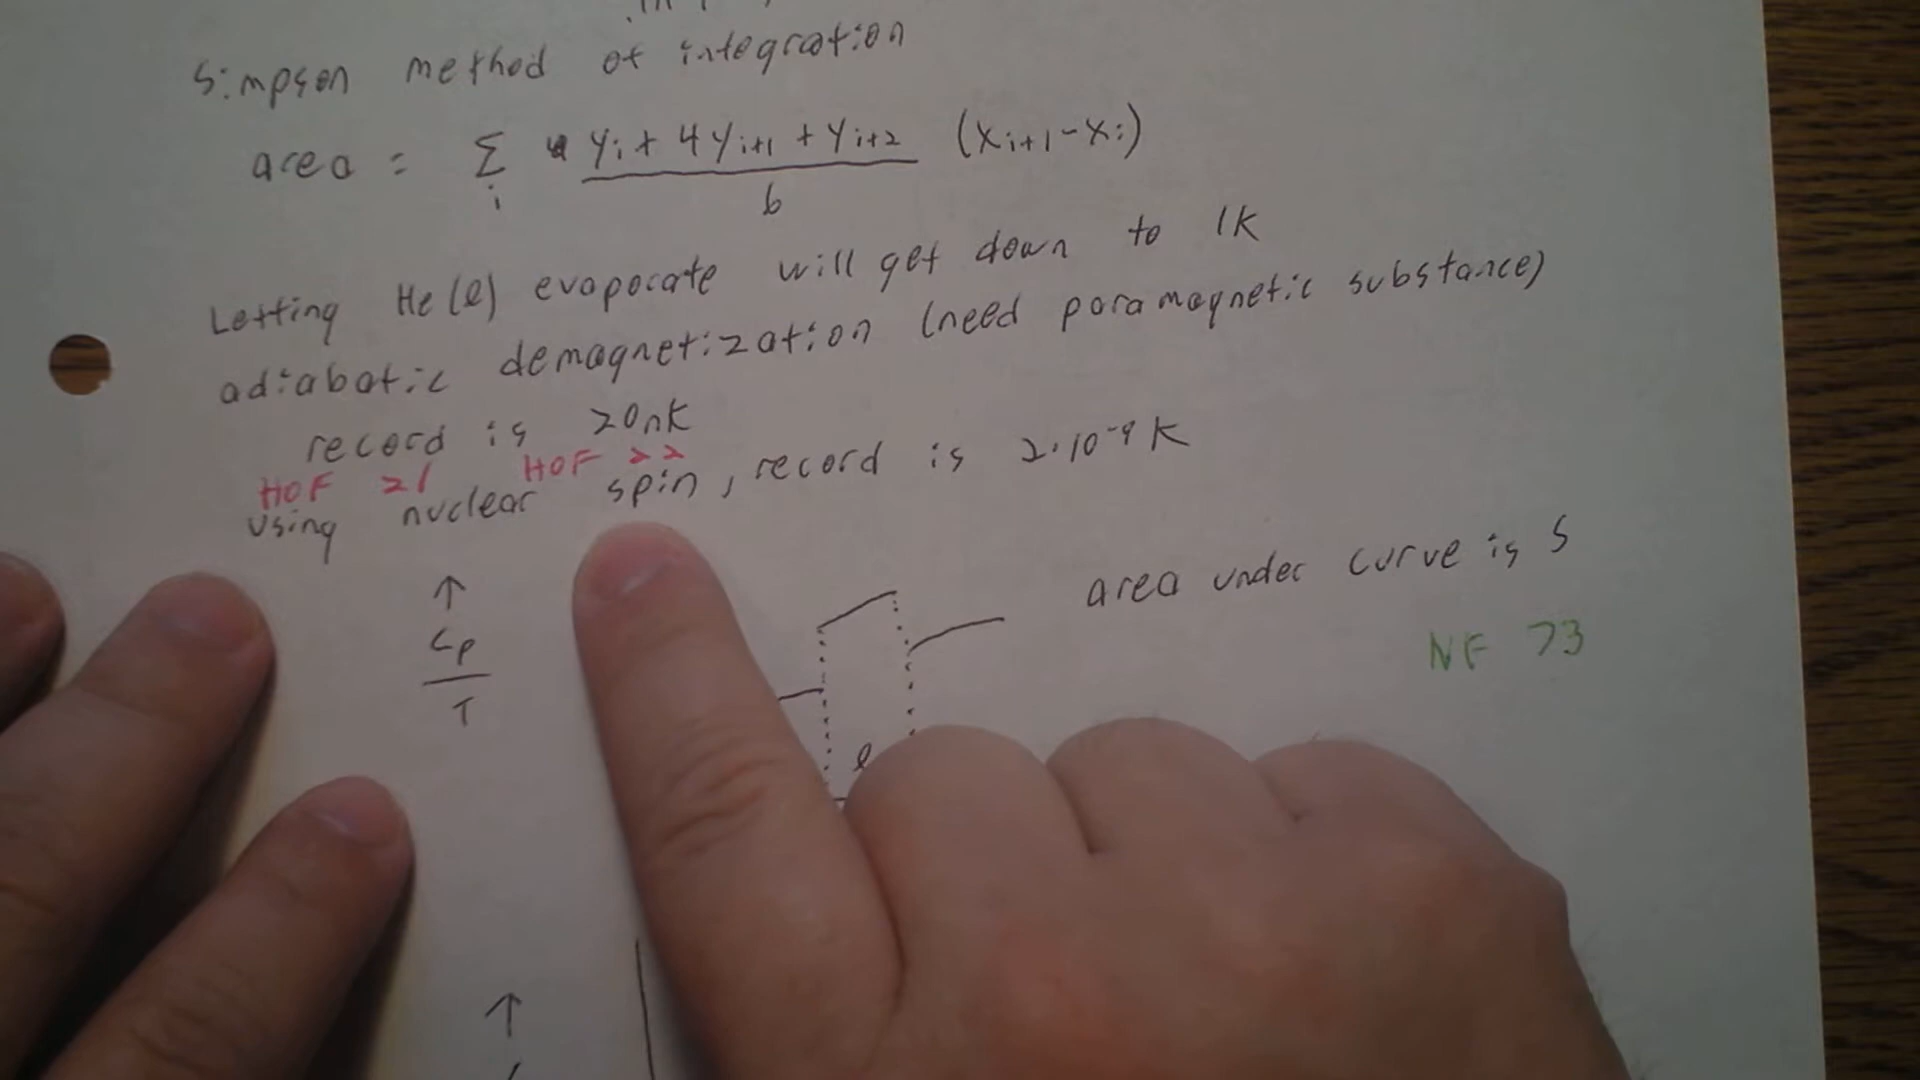 Simpson method of integration
area = Σ i yi + 4yi+1 + yi+2 / 6 (xi+1 - xi)
Letting He(l) evaporate will get down to 1K
adiabatic demagnetization (need paramagnetic substance)
record is 20nK
HOF 21 HOF 22
using nuclear spin, record is 2·10⁻⁹ K
area under curve is S
NF 73
↑
Cp
T
l
↑